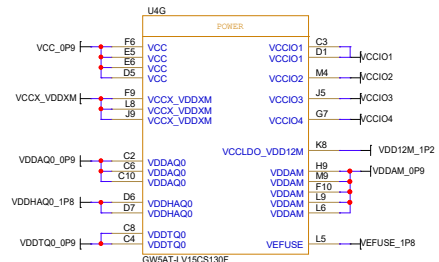 U4G
POWER
VCC_0P9 F6 VCC VCCIO1 C3
E5 VCC VCCIO1 D1 VCCIO1
E6 VCC
D5 VCC VCCIO2 M4 VCCIO2
VCCX_VDDXM F9 VCCX_VDDXM VCCIO3 J5 VCCIO3
L8 VCCX_VDDXM
J9 VCCX_VDDXM VCCIO4 G7 VCCIO4
VCCLDO_VDD12M K8 VDD12M_1P2
VDDAQ0_0P9 C2 VDDAQ0 VDDAM H9 VDDAM_0P9
C6 VDDAQ0 VDDAM M9
C10 VDDAQ0 VDDAM F10
VDDHAQ0_1P8 D6 VDDHAQ0 VDDAM L9
D7 VDDHAQ0 VDDAM L6
VDDTQ0_0P9 C8 VDDTQ0
C4 VDDTQ0 VEFUSE L5 VEFUSE_1P8
GW5AT-LV15CS130F